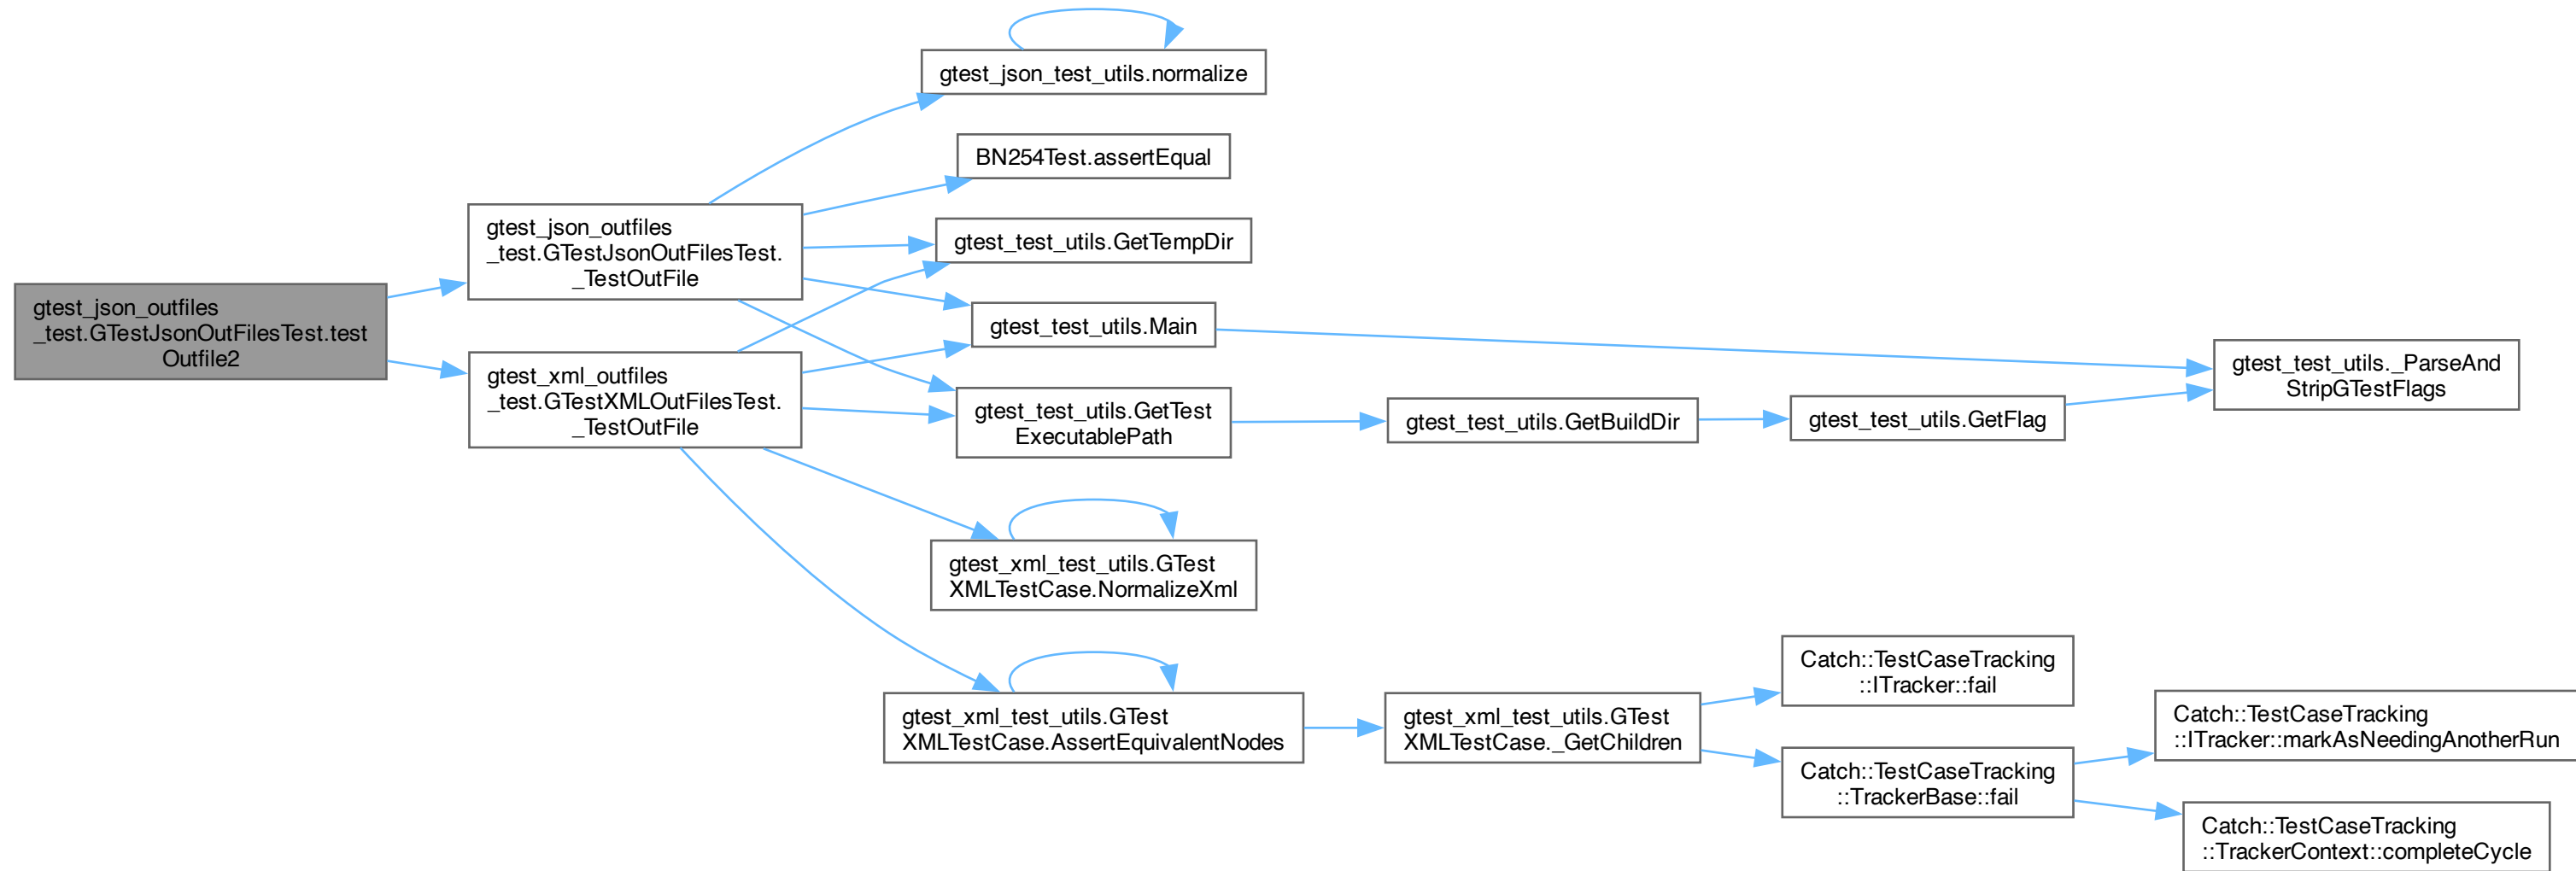 gtest_json_outfiles
_test.GTestJsonOutFilesTest.test
Outfile2
gtest_json_outfiles
_test.GTestJsonOutFilesTest.
_TestOutFile
gtest_xml_outfiles
_test.GTestXMLOutFilesTest.
_TestOutFile
gtest_json_test_utils.normalize
BN254Test.assertEqual
gtest_test_utils.GetTempDir
gtest_test_utils.Main
gtest_test_utils.GetTest
ExecutablePath
gtest_xml_test_utils.GTest
XMLTestCase.NormalizeXml
gtest_xml_test_utils.GTest
XMLTestCase.AssertEquivalentNodes
gtest_test_utils.GetBuildDir
gtest_xml_test_utils.GTest
XMLTestCase._GetChildren
gtest_test_utils.GetFlag
Catch::TestCaseTracking
::ITracker::fail
Catch::TestCaseTracking
::TrackerBase::fail
gtest_test_utils._ParseAnd
StripGTestFlags
Catch::TestCaseTracking
::ITracker::markAsNeedingAnotherRun
Catch::TestCaseTracking
::TrackerContext::completeCycle